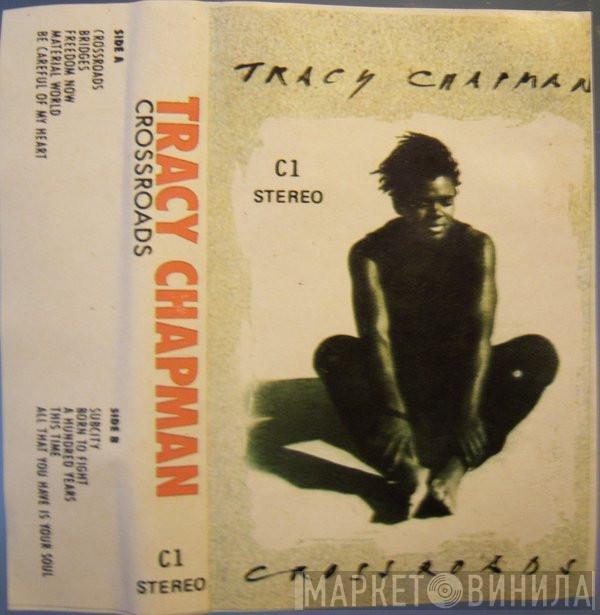 SIDE A
CROSSROADS
BRIDGES
FREEDOM NOW
MATERIAL WORLD
BE CAREFUL OF MY HEART
SIDE B
SUBCITY
BORN TO FIGHT
A HUNDRED YEARS
THIS TIME
ALL THAT YOU HAVE IS YOUR SOUL
TRACY CHAPMAN
CROSSROADS
C1
STEREO
TRACY CHAPMAN
C1
STEREO
CROSSROADS
МАРКЕТ ВИНИЛА